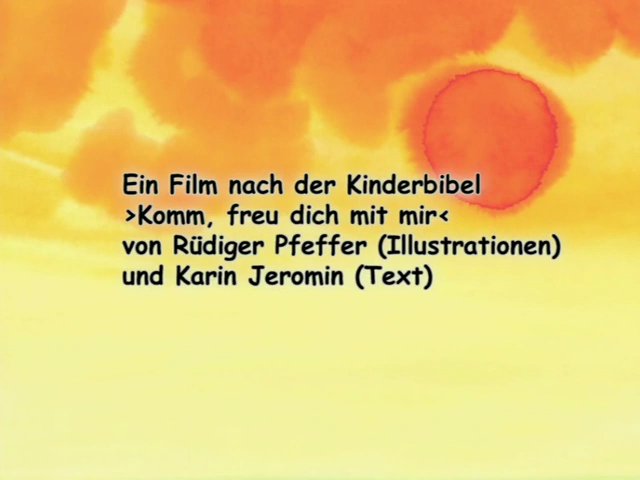 Ein Film nach der Kinderbibel
>Komm, freu dich mit mir<
von Rüdiger Pfeffer (Illustrationen)
und Karin Jeromin (Text)